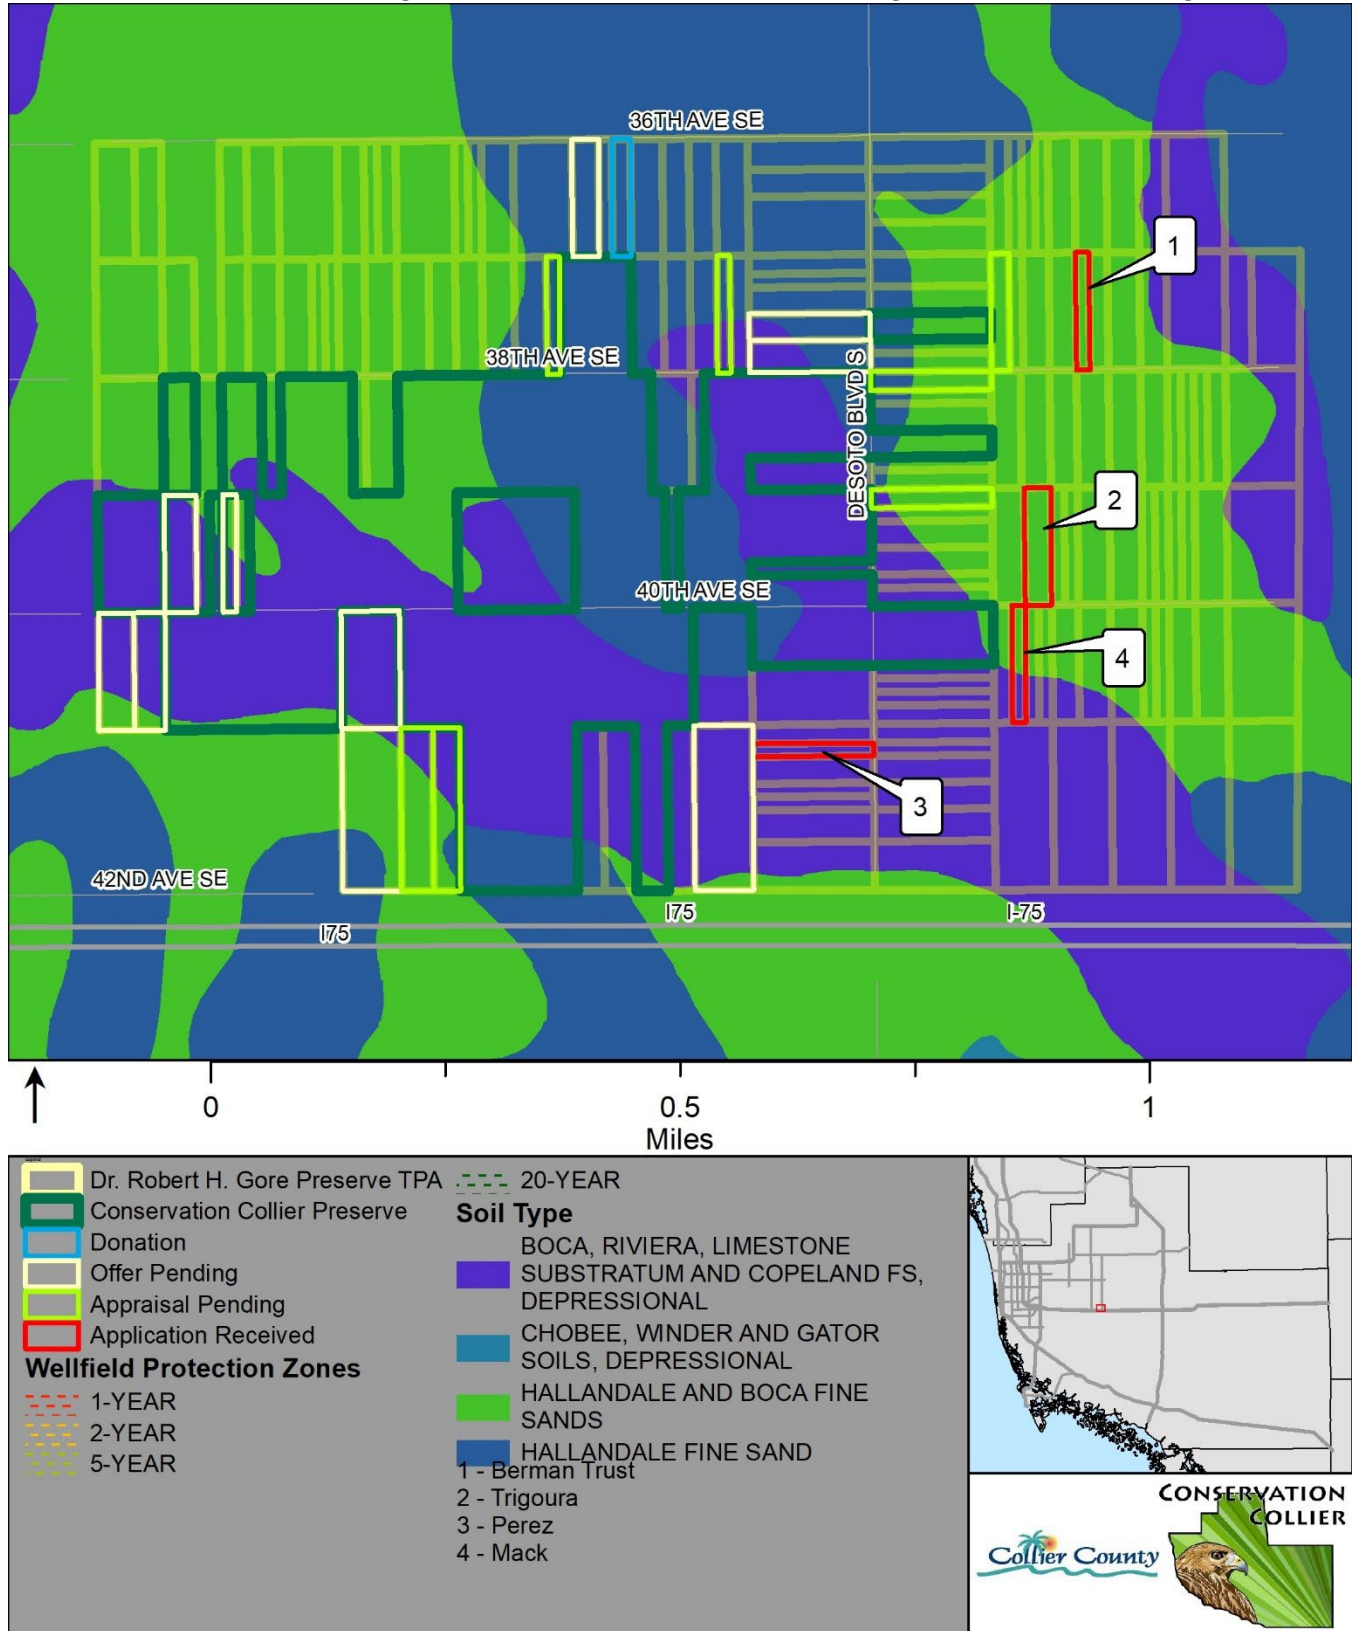 36TH AVE SE
1
38TH AVE SE
DESOTO BLVD S
2
40TH AVE SE
4
3
42ND AVE SE
I75
I-75
I75
0
0.5
1
Miles
Dr. Robert H. Gore Preserve TPA
Conservation Collier Preserve
Donation
Offer Pending
Appraisal Pending
Application Received
Wellfield Protection Zones
1-YEAR
2-YEAR
5-YEAR
20-YEAR
Soil Type
BOCA, RIVIERA, LIMESTONE
SUBSTRATUM AND COPELAND FS,
DEPRESSIONAL
CHOBEE, WINDER AND GATOR
SOILS, DEPRESSIONAL
HALLANDALE AND BOCA FINE
SANDS
HALLANDALE FINE SAND
1 - Berman Trust
2 - Trigoura
3 - Perez
4 - Mack
CONSERVATION
COLLIER
Collier County